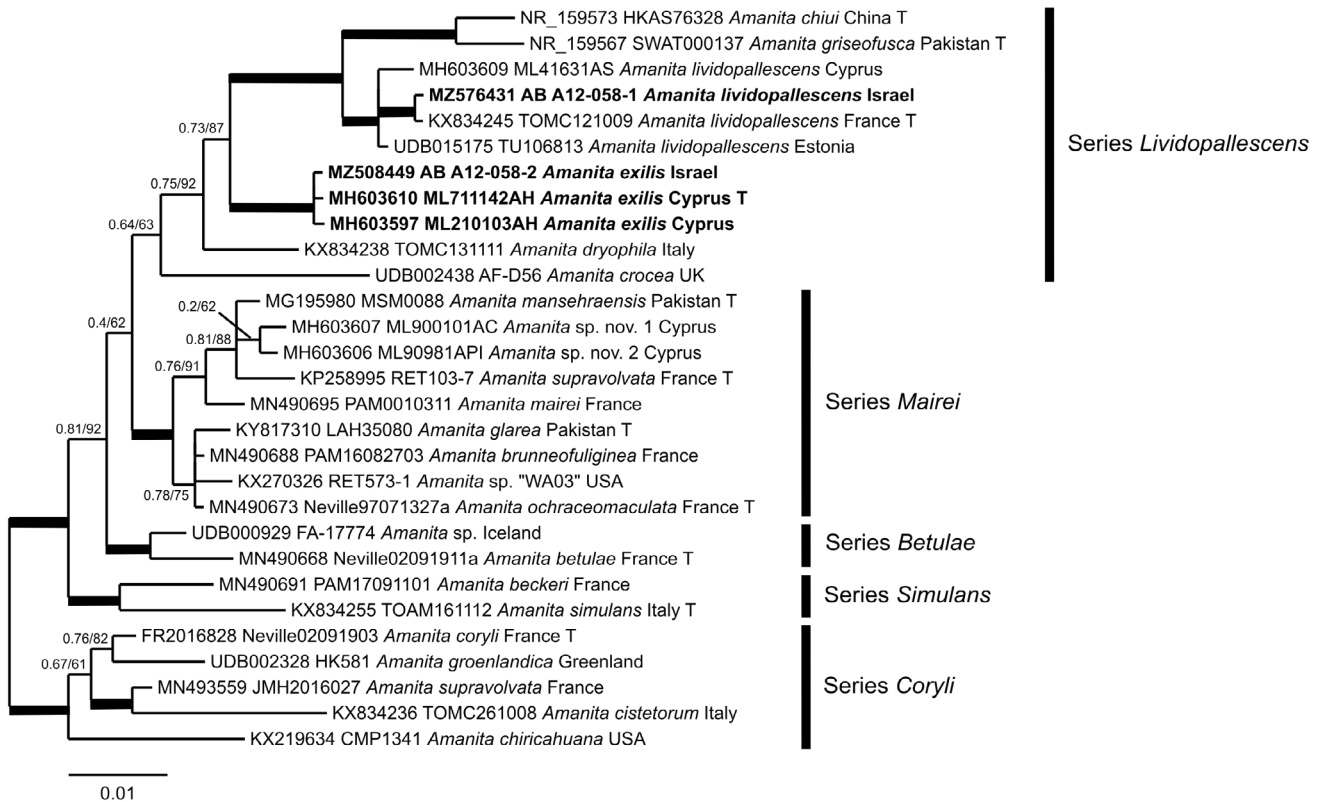 NR_159573 HKAS76328 Amanita chiui China T
NR_159567 SWAT000137 Amanita griseofusca Pakistan T
MH603609 ML41631AS Amanita lividopallescens Cyprus
MZ576431 AB A12-058-1 Amanita lividopallescens Israel
0.73/87
KX834245 TOMC121009 Amanita lividopallescens France T
UDB015175 TU106813 Amanita lividopallescens Estonia
Series Lividopallescens
MZ508449 AB A12-058-2 Amanita exilis Israel
0.75/92
MH603610 ML711142AH Amanita exilis Cyprus T
0.64/63
MH603597 ML210103AH Amanita exilis Cyprus
KX834238 TOMC131111 Amanita dryophila Italy
UDB002438 AF-D56 Amanita crocea UK
0.2/62
MG195980 MSM0088 Amanita mansehraensis Pakistan T
0.4/62
MH603607 ML900101AC Amanita sp. nov. 1 Cyprus
0.81/88
MH603606 ML90981API Amanita sp. nov. 2 Cyprus
0.76/91
KP258995 RET103-7 Amanita supravolvata France T
MN490695 PAM0010311 Amanita mairei France
Series Mairei
0.81/92
KY817310 LAH35080 Amanita glarea Pakistan T
MN490688 PAM16082703 Amanita brunneofuliginea France
KX270326 RET573-1 Amanita sp. "WA03" USA
0.78/75
MN490673 Neville97071327a Amanita ochraceomaculata France T
UDB000929 FA-17774 Amanita sp. Iceland
Series Betulae
MN490668 Neville02091911a Amanita betulae France T
MN490691 PAM17091101 Amanita beckeri France
Series Simulans
KX834255 TOAM161112 Amanita simulans Italy T
0.76/82
FR2016828 Neville02091903 Amanita coryli France T
0.67/61
UDB002328 HK581 Amanita groenlandica Greenland
MN493559 JMH2016027 Amanita supravolvata France
Series Coryli
KX834236 TOMC261008 Amanita cistetorum Italy
KX219634 CMP1341 Amanita chiricahuana USA
0.01